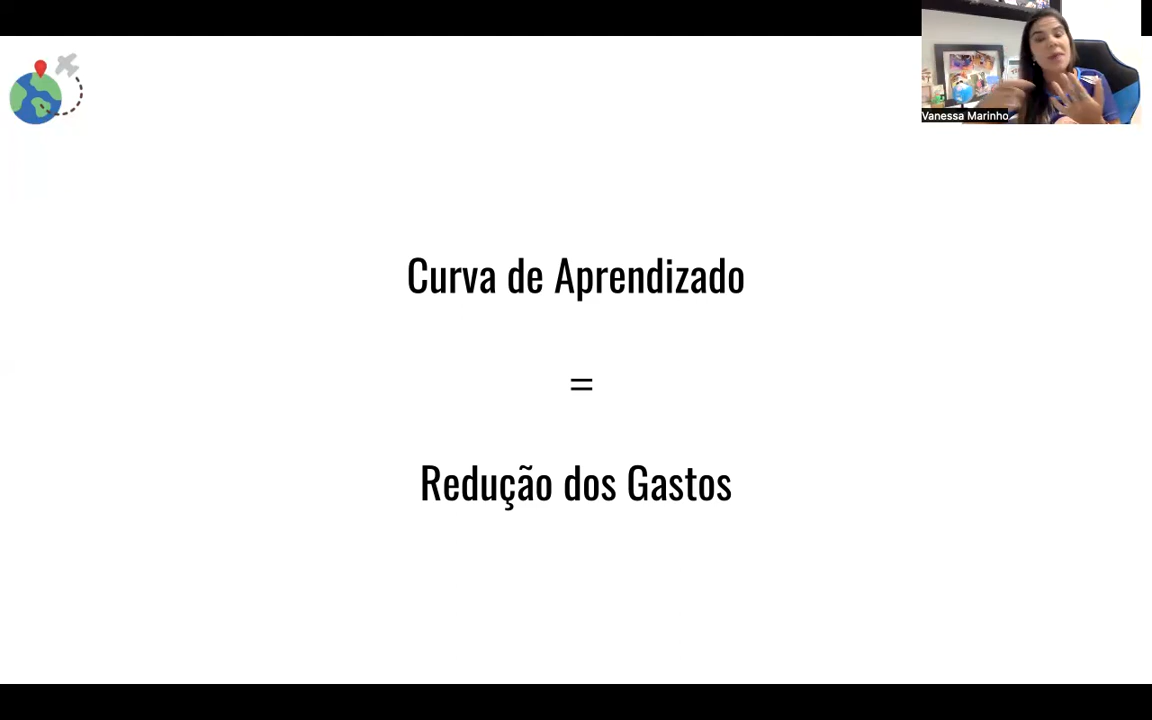 Vanessa Marinho
Curva de Aprendizado
=
Redução dos Gastos